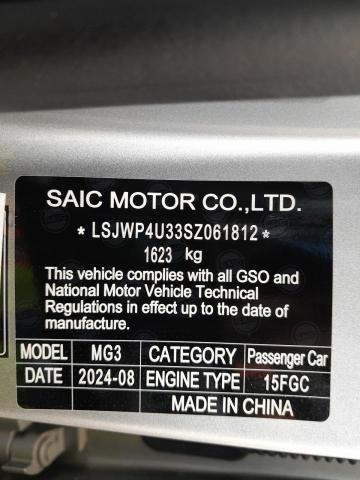 SAIC MOTOR CO.,LTD.
* LSJWP4U33SZ061812 *
1623 kg
This vehicle complies with all GSO and
National Motor Vehicle Technical
Regulations in effect up to the date of
manufacture.
MODEL MG3 CATEGORY Passenger Car
DATE 2024-08 ENGINE TYPE 15FGC
MADE IN CHINA